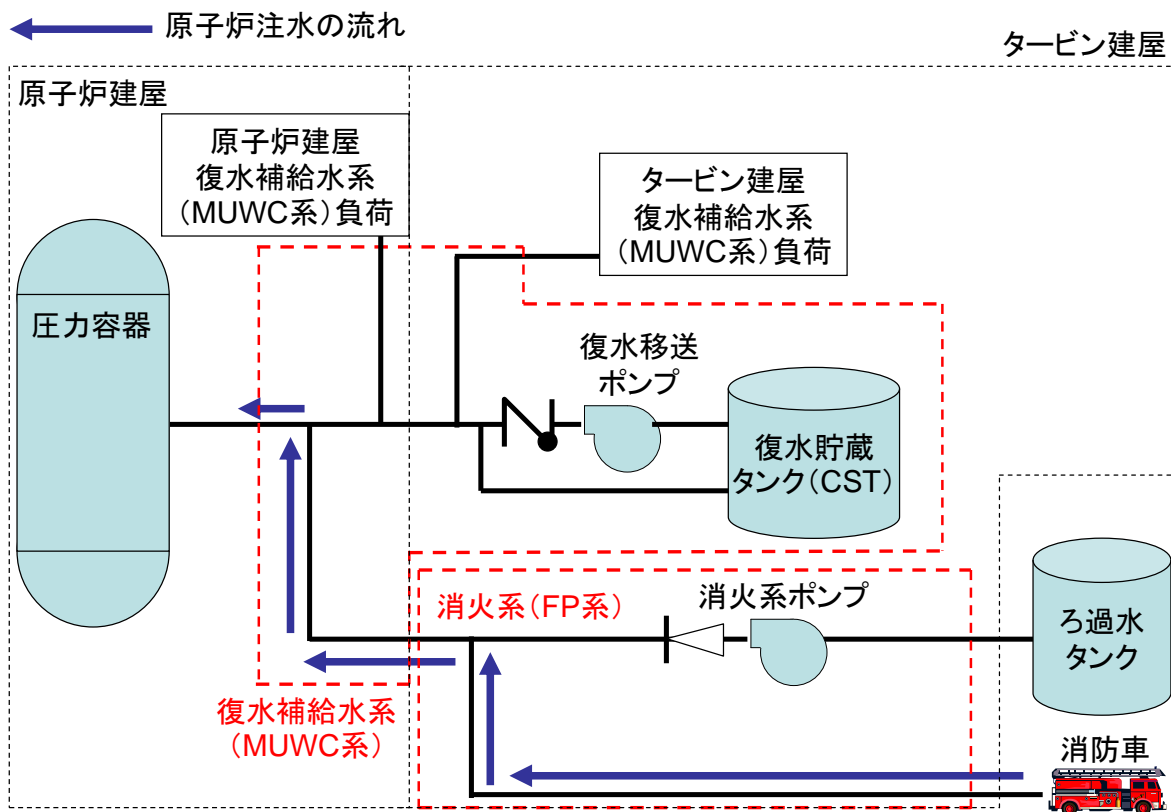 原子炉注水の流れ
タービン建屋
原子炉建屋
原子炉建屋
復水補給水系
（MUWC系）負荷
タービン建屋
復水補給水系
（MUWC系）負荷
圧力容器
復水移送
ポンプ
復水貯蔵
タンク（CST）
消火系（FP系）
消火系ポンプ
ろ過水
タンク
復水補給水系
（MUWC系）
消防車